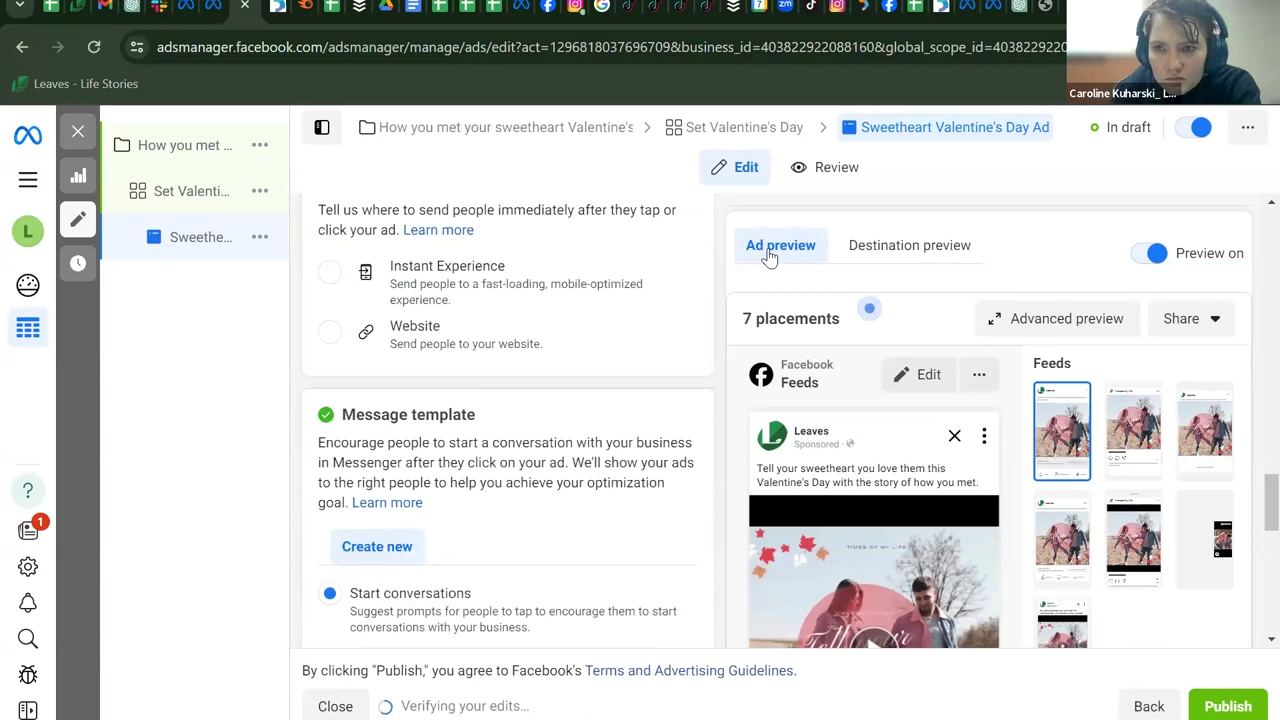 adsmanager.facebook.com/adsmanager/manage/ads/edit?act=1296818037696709&business_id=403822922088160&global_scope_id=4038229220
Leaves - Life Stories
Caroline Kuharski_ L...
How you met ...
Set Valenti...
Sweethe...
L
?
1
How you met your sweetheart Valentine's
Set Valentine's Day
Sweetheart Valentine's Day Ad
In draft
Edit
Review
Tell us where to send people immediately after they tap or
click your ad. Learn more
Instant Experience
Send people to a fast-loading, mobile-optimized
experience.
Website
Send people to your website.
Message template
Encourage people to start a conversation with your business
in Messenger after they click on your ad. We'll show your ads
to the right people to help you achieve your optimization
goal. Learn more
Create new
Start conversations
Suggest prompts for people to tap to encourage them to start
conversations with your business.
Ad preview
Destination preview
Preview on
7 placements
Advanced preview
Share
Facebook
Feeds
Edit
Feeds
Leaves
Sponsored
Tell your sweetheart you love them this
Valentine's Day with the story of how you met.
TIMES OF MY LIFE
By clicking "Publish," you agree to Facebook's Terms and Advertising Guidelines.
Close
Verifying your edits...
Back
Publish